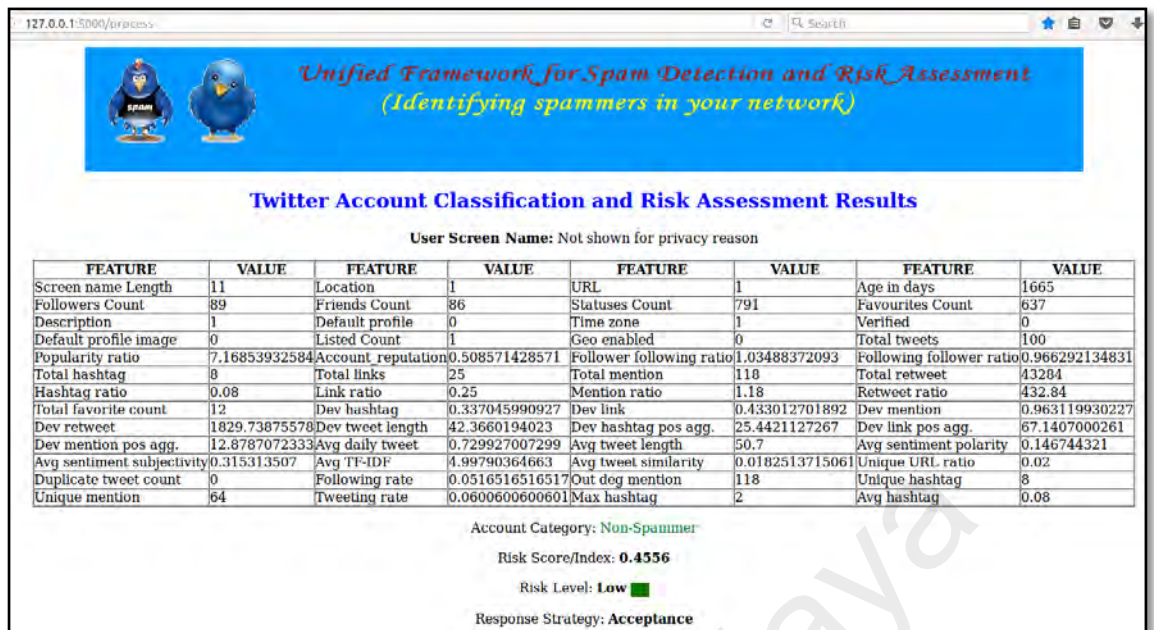 127.0.0.1:5000/process Search
spam
Unified Framework for Spam Detection and Risk Assessment
(Identifying spammers in your network)
Twitter Account Classification and Risk Assessment Results
User Screen Name: Not shown for privacy reason
FEATURE VALUE FEATURE VALUE FEATURE VALUE FEATURE VALUE
Screen name Length 11 Location 1 URL 1 Age in days 1665
Followers Count 89 Friends Count 86 Statuses Count 791 Favourites Count 637
Description 1 Default profile 0 Time zone 1 Verified 0
Default profile image 0 Listed Count 1 Geo enabled 0 Total tweets 100
Popularity ratio 7.16853932584 Account_reputation 0.508571428571 Follower following ratio 1.03488372093 Following follower ratio 0.966292134831
Total hashtag 8 Total links 25 Total mention 118 Total retweet 43284
Hashtag ratio 0.08 Link ratio 0.25 Mention ratio 1.18 Retweet ratio 432.84
Total favorite count 12 Dev hashtag 0.337045990927 Dev link 0.433012701892 Dev mention 0.963119930227
Dev retweet 1829.73875578 Dev tweet length 42.3660194023 Dev hashtag pos agg. 25.4421127267 Dev link pos agg. 67.1407000261
Dev mention pos agg. 12.8787072333 Avg daily tweet 0.729927007299 Avg tweet length 50.7 Avg sentiment polarity 0.146744321
Avg sentiment subjectivity 0.315313507 Avg TF-IDF 4.99790364663 Avg tweet similarity 0.0182513715061 Unique URL ratio 0.02
Duplicate tweet count 0 Following rate 0.0516516516517 Out deg mention 118 Unique hashtag 8
Unique mention 64 Tweeting rate 0.0600600600601 Max hashtag 2 Avg hashtag 0.08
Account Category: Non-Spammer
Risk Score/Index: 0.4556
Risk Level: Low
Response Strategy: Acceptance